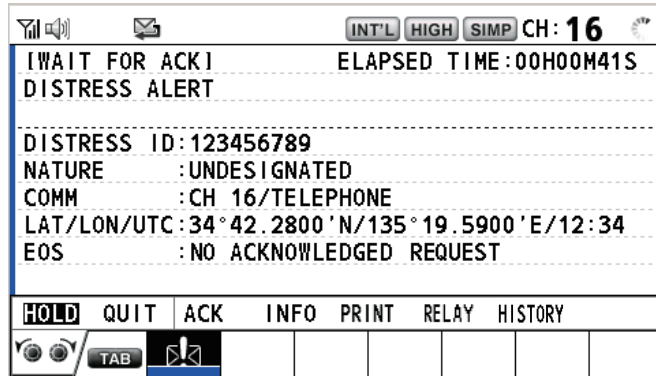 INT'L HIGH SIMP CH: 16
[WAIT FOR ACK] ELAPSED TIME:00H00M41S
DISTRESS ALERT
DISTRESS ID:123456789
NATURE :UNDESIGNATED
COMM :CH 16/TELEPHONE
LAT/LON/UTC:34°42.2800'N/135°19.5900'E/12:34
EOS :NO ACKNOWLEDGED REQUEST
HOLD QUIT ACK INFO PRINT RELAY HISTORY
TAB